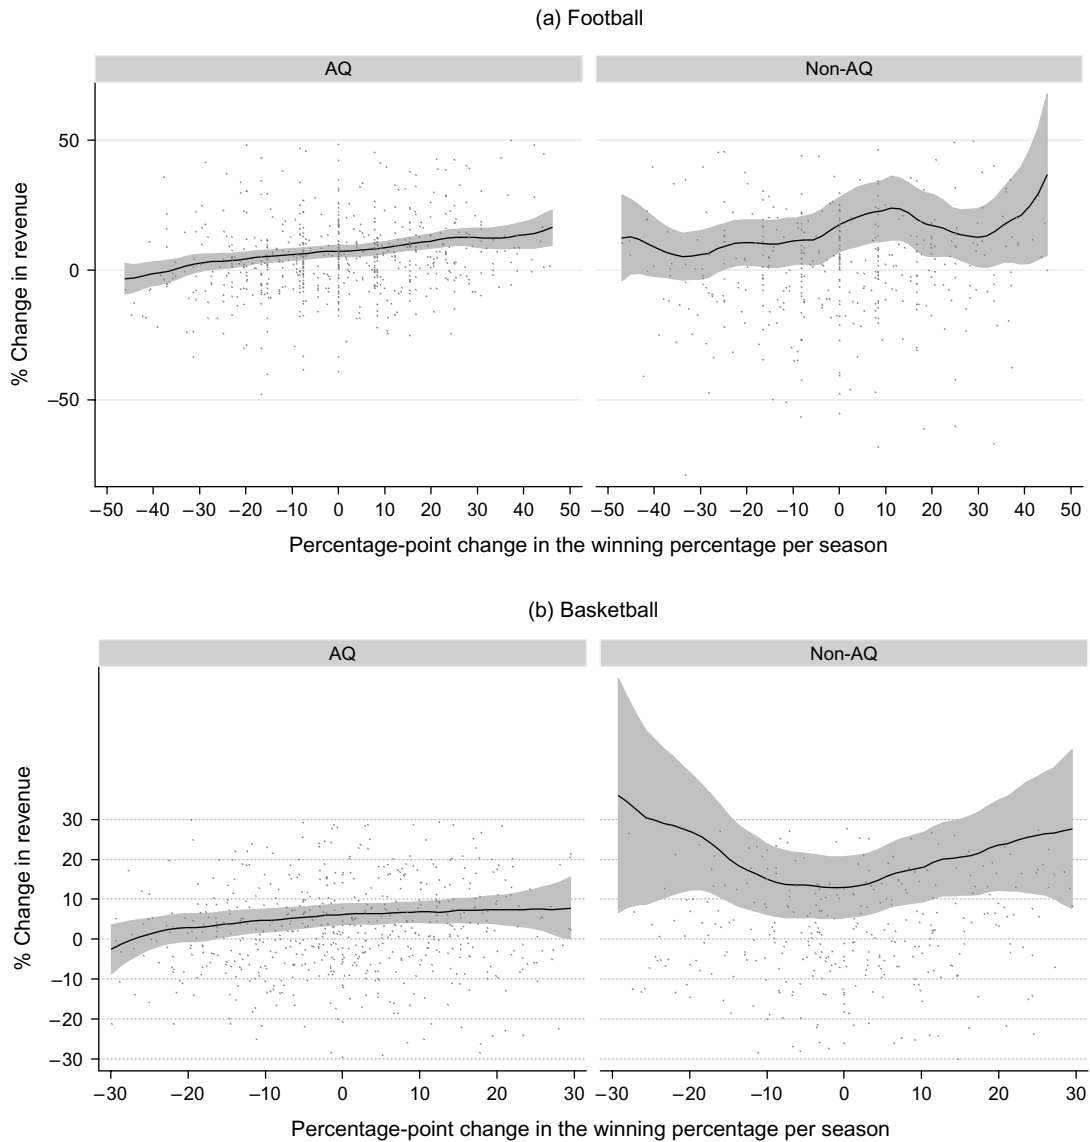 (a) Football
AQ
Non-AQ
% Change in revenue
50
0
–50
–50 –40 –30 –20 –10 0 10 20 30 40 50
–50 –40 –30 –20 –10 0 10 20 30 40 50
Percentage-point change in the winning percentage per season
(b) Basketball
AQ
Non-AQ
% Change in revenue
30
20
10
0
–10
–20
–30
–30 –20 –10 0 10 20 30
–30 –20 –10 0 10 20 30
Percentage-point change in the winning percentage per season